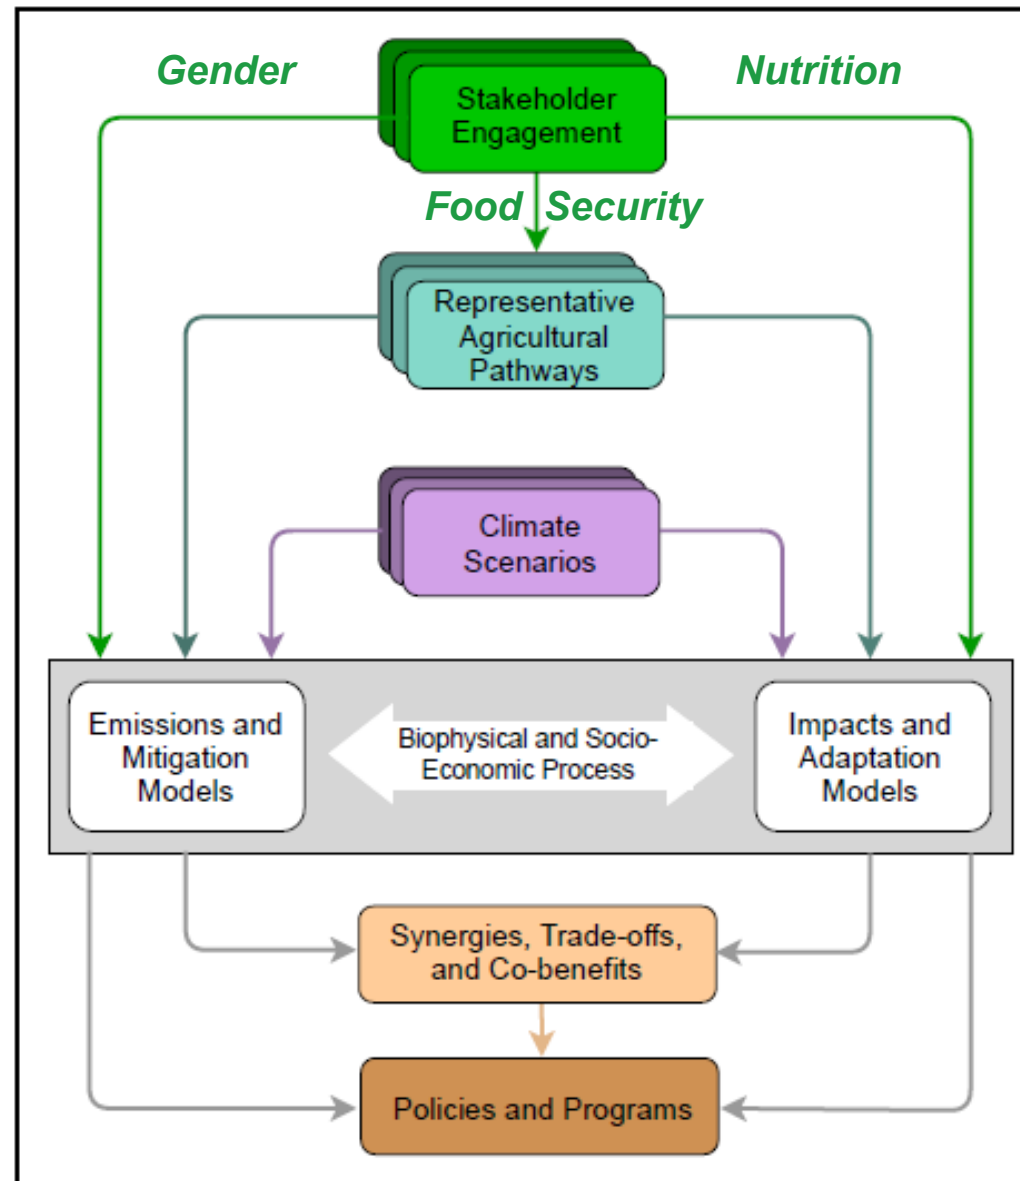 Gender
Nutrition
Stakeholder
Engagement
Food Security
Representative
Agricultural
Pathways
Climate
Scenarios
Emissions and
Mitigation
Models
Biophysical and Socio-
Economic Process
Impacts and
Adaptation
Models
Synergies, Trade-offs,
and Co-benefits
Policies and Programs